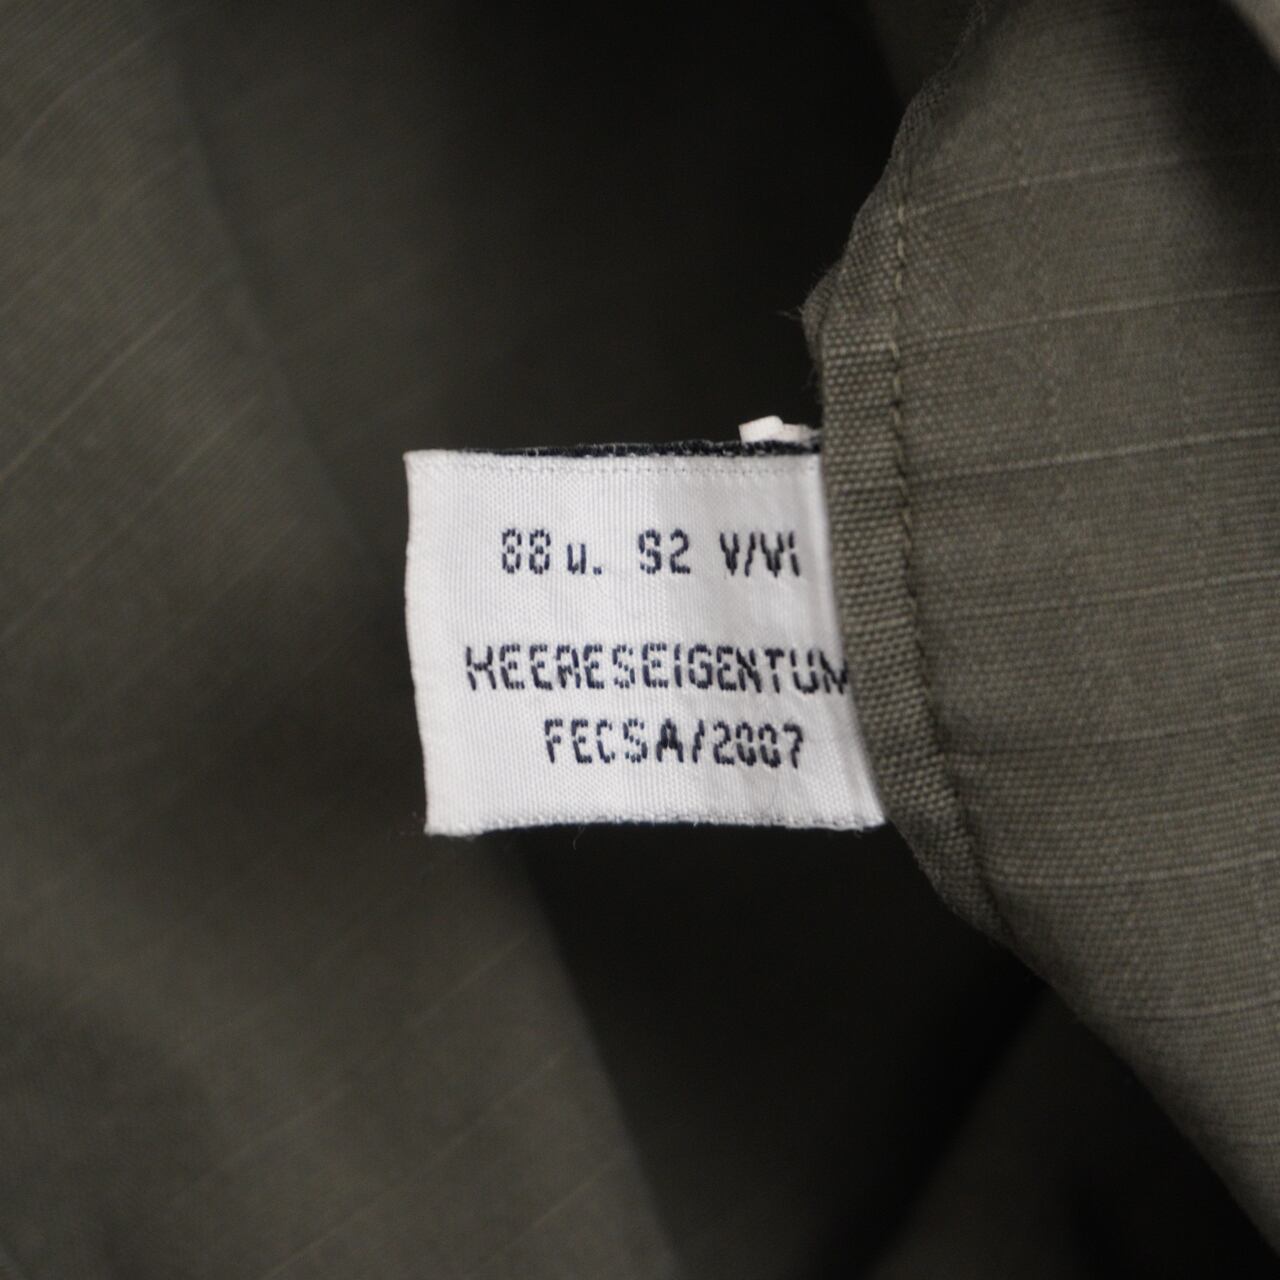 88 u. 92 V/VI
HEERESEIGENTUM
FECSA/2007